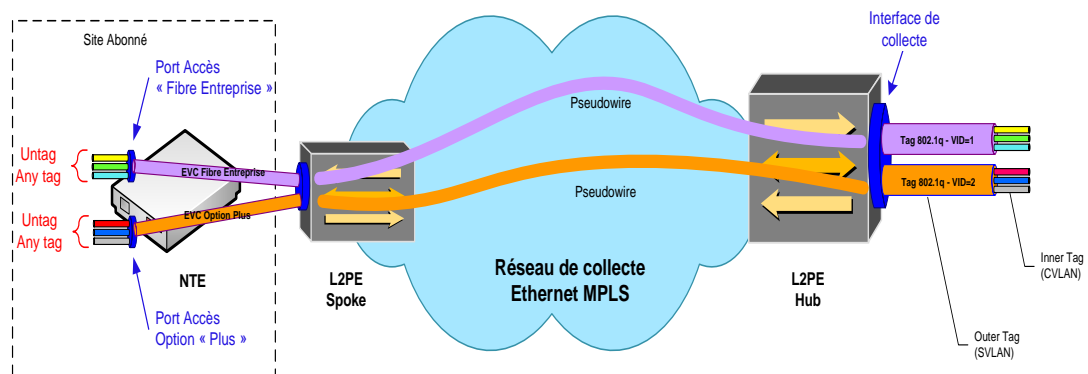 Site Abonné
Port Accès
« Fibre Entreprise »
Untag
Any tag
EVC Fibre Entreprise
EVC Option Plus
Untag
Any tag
NTE
Port Accès
Option « Plus »
L2PE
Spoke
Pseudowire
Pseudowire
Réseau de collecte
Ethernet MPLS
L2PE
Hub
Interface de
collecte
Tag 802.1q - VID=1
Tag 802.1q - VID=2
Inner Tag
(CVLAN)
Outer Tag
(SVLAN)